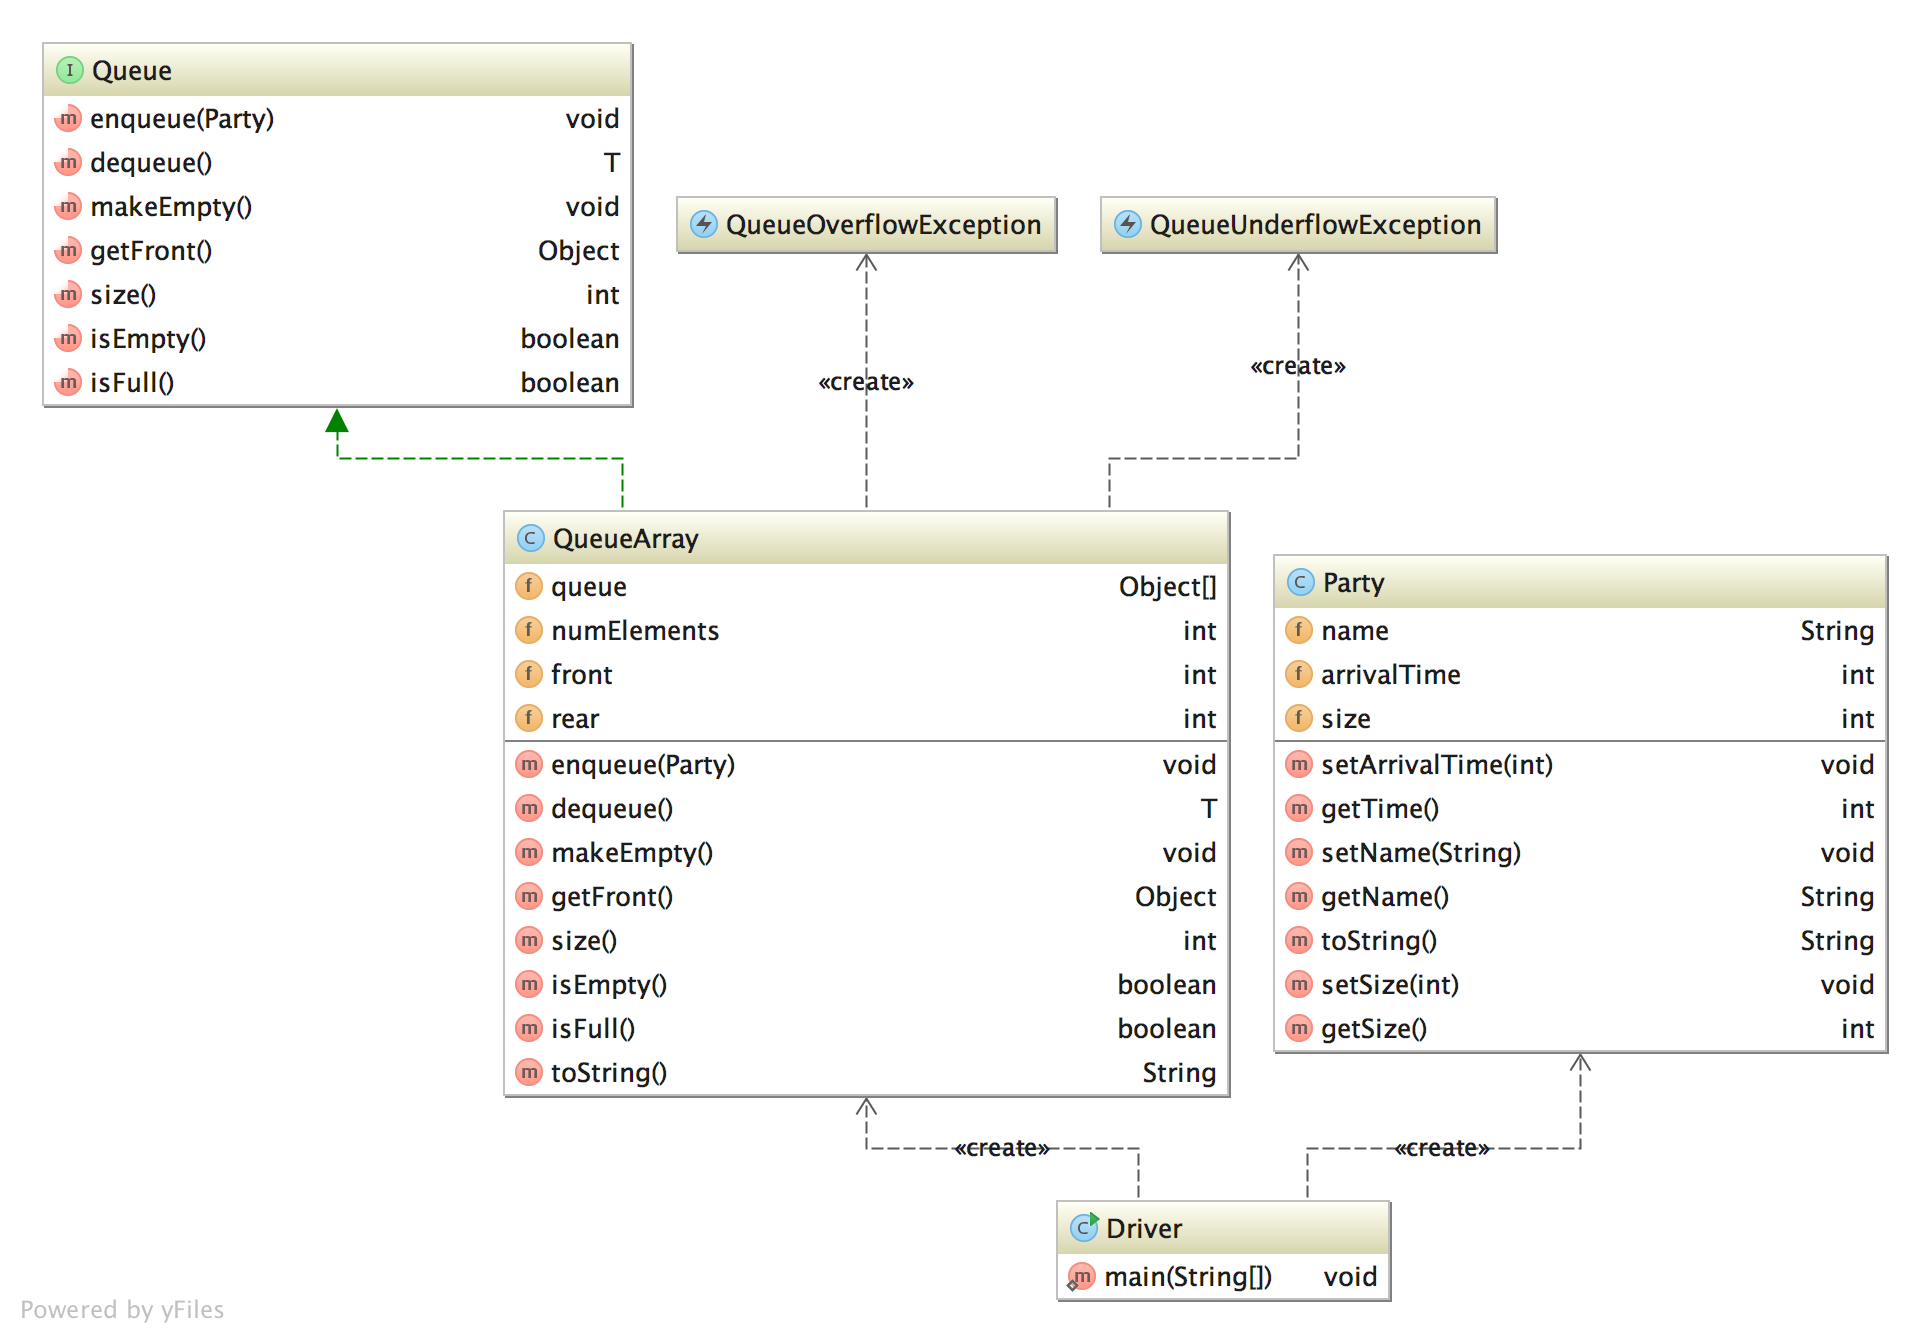 I Queue
m enqueue(Party) void
m dequeue() T
m makeEmpty() void
m getFront() Object
m size() int
m isEmpty() boolean
m isFull() boolean
QueueOverflowException
QueueUnderflowException
«create»
«create»
C QueueArray
f queue Object[]
f numElements int
f front int
f rear int
m enqueue(Party) void
m dequeue() T
m makeEmpty() void
m getFront() Object
m size() int
m isEmpty() boolean
m isFull() boolean
m toString() String
C Party
f name String
f arrivalTime int
f size int
m setArrivalTime(int) void
m getTime() int
m setName(String) void
m getName() String
m toString() String
m setSize(int) void
m getSize() int
«create»
«create»
C Driver
m main(String[]) void
Powered by yFiles